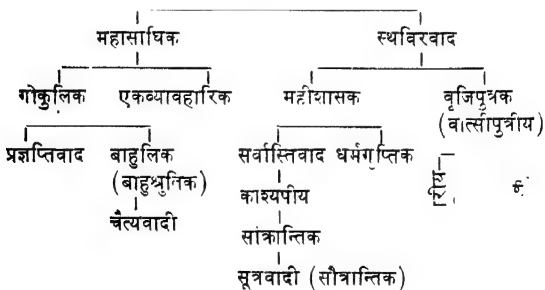 महासाघिक स्थविरवाद
गोकुलिक एकव्यावहारिक महीशासक वृजिपुत्रक
(वात्सीपुत्रीय)
प्रज्ञप्तिवाद बाहुलिक सर्वास्तिवाद धर्मगुप्तिक
(बाहुश्रुतिक)
काश्यपीय
चैत्यवादी
सांक्रान्तिक
सूत्रवादी (सौत्रान्तिक)